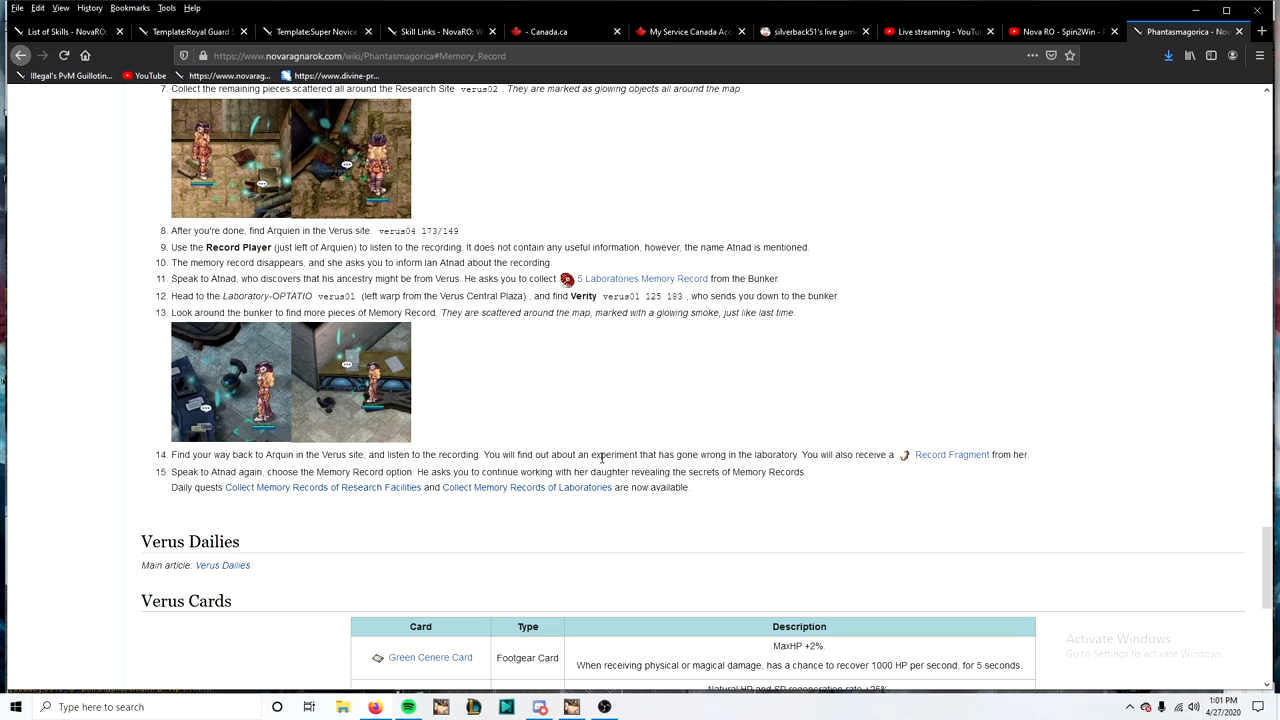 File Edit View History Bookmarks Tools Help
List of Skills - NovaRO: Template:Royal Guard S Template:Super Novice Skill Links - NovaRO: W - Canada.ca My Service Canada Acc silverback51's live game Live streaming - YouTu Nova RO - Spin2Win - P Phantasmagorica - Nov
https://www.novaragnarok.com/wiki/Phantasmagorica#Memory_Record
Illegal's PvM Guillotin... YouTube https://www.novarag... https://www.divine-pr...
7. Collect the remaining pieces scattered all around the Research Site verus02 . They are marked as glowing objects all around the map
8. After you're done, find Arquien in the Verus site. verus04 173/149
9. Use the Record Player (just left of Arquien) to listen to the recording. It does not contain any useful information, however, the name Atnad is mentioned.
10. The memory record disappears, and she asks you to inform Ian Atnad about the recording.
11. Speak to Atnad, who discovers that his ancestry might be from Verus. He asks you to collect 5 Laboratories Memory Record from the Bunker.
12. Head to the Laboratory-OPTATIO verus01 (left warp from the Verus Central Plaza) , and find Verity verus01 125 183 , who sends you down to the bunker.
13. Look around the bunker to find more pieces of Memory Record. They are scattered around the map, marked with a glowing smoke, just like last time.
14. Find your way back to Arquin in the Verus site, and listen to the recording. You will find out about an experiment that has gone wrong in the laboratory. You will also receive a Record Fragment from her.
15. Speak to Atnad again, choose the Memory Record option. He asks you to continue working with her daughter revealing the secrets of Memory Records.
Daily quests Collect Memory Records of Research Facilities and Collect Memory Records of Laboratories are now available.
Verus Dailies
Main article: Verus Dailies
Verus Cards
Card Type Description
Green Cenere Card Footgear Card MaxHP +2%.
When receiving physical or magical damage, has a chance to recover 1000 HP per second, for 5 seconds.
Natural HP and SP regeneration rate +25%
Activate Windows
Go to Settings to activate Windows.
Type here to search
1:01 PM
4/27/2020